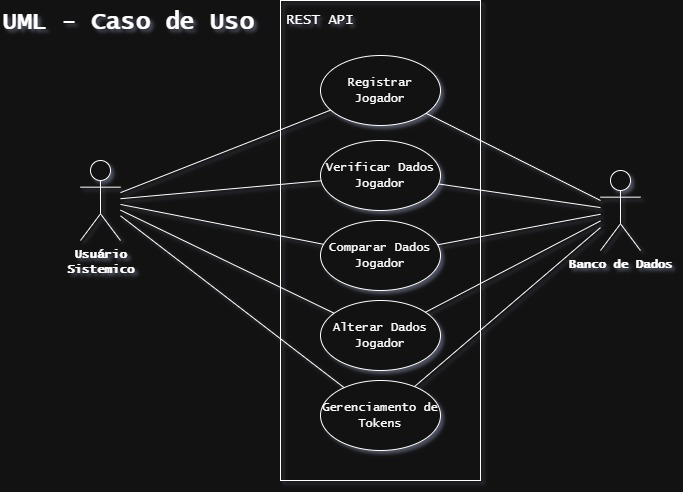 UML - Caso de Uso
REST API
Registrar
Jogador
Verificar Dados
Jogador
Comparar Dados
Jogador
Alterar Dados
Jogador
Gerenciamento de
Tokens
Usuário
Sistemico
Banco de Dados